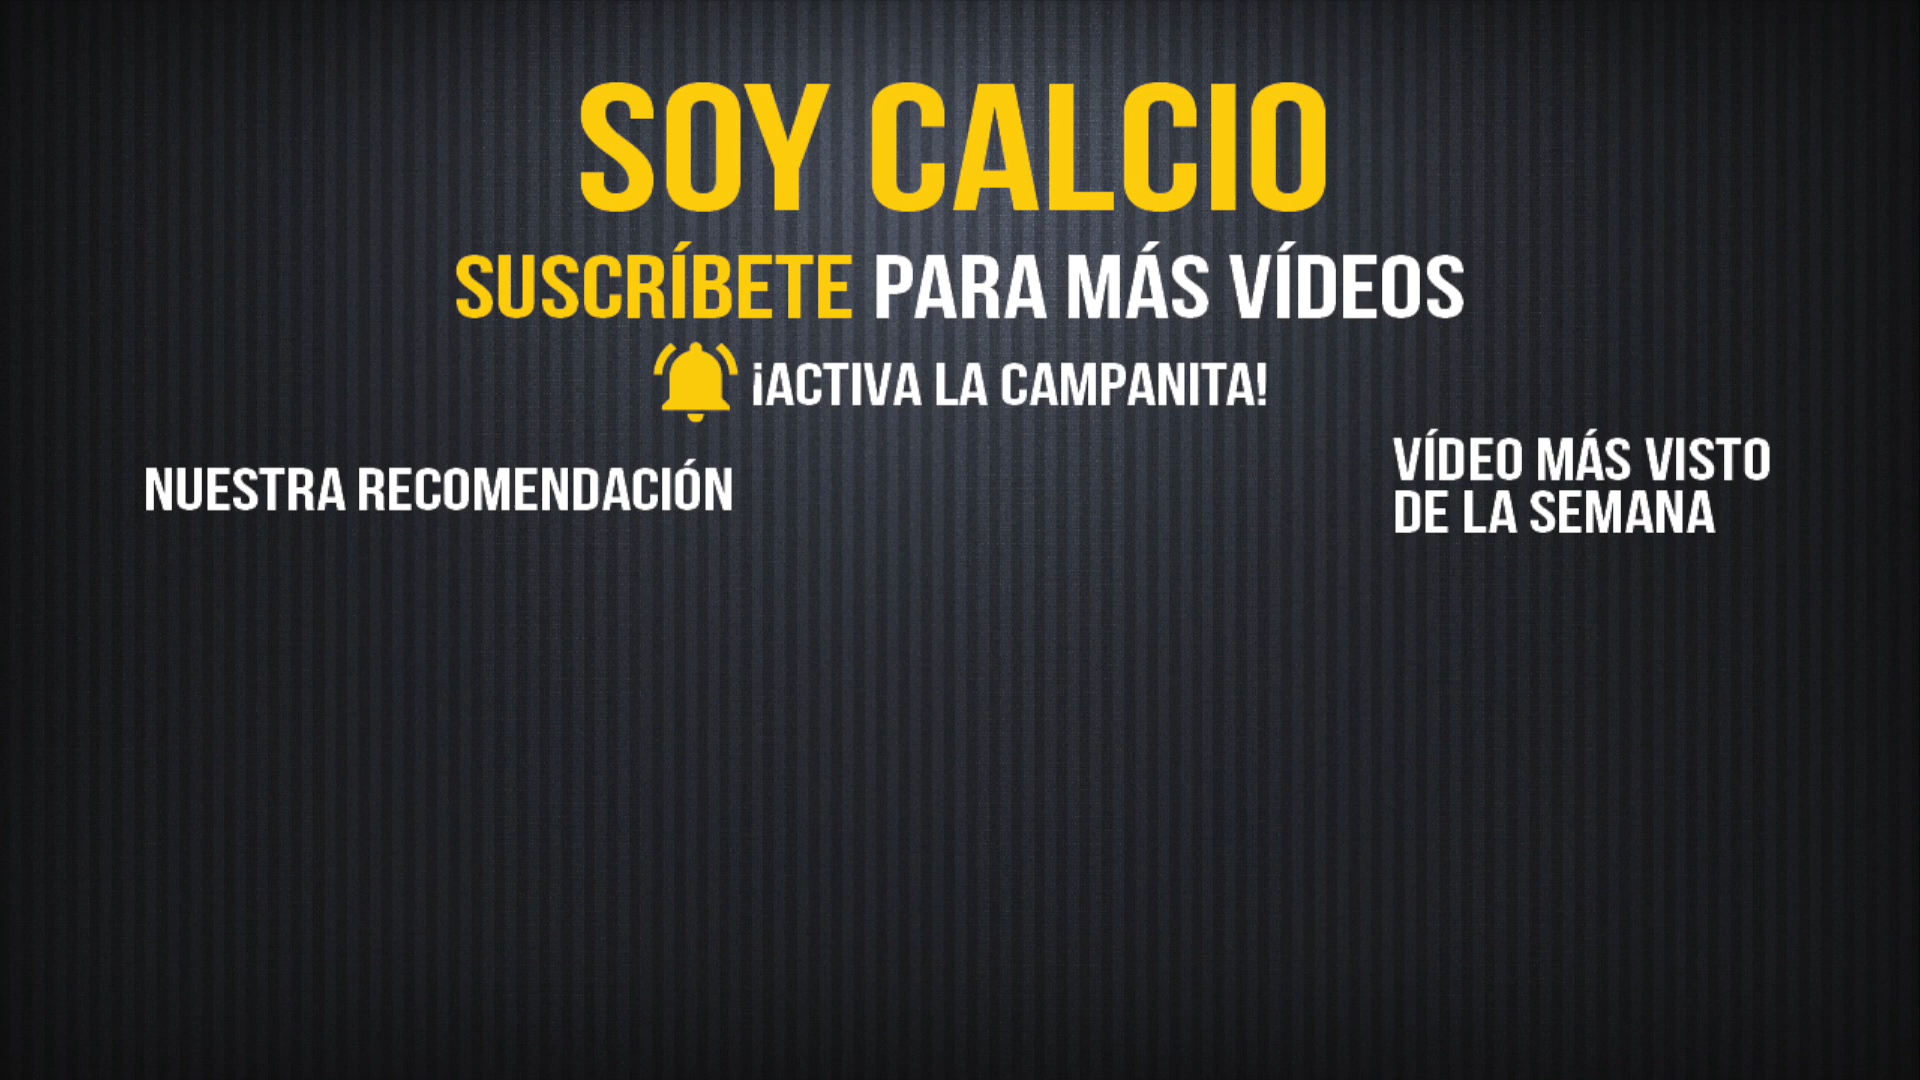 SOY CALCIO
SUSCRÍBETE PARA MÁS VÍDEOS
¡ACTIVA LA CAMPANITA!
NUESTRA RECOMENDACIÓN
VÍDEO MÁS VISTO
DE LA SEMANA